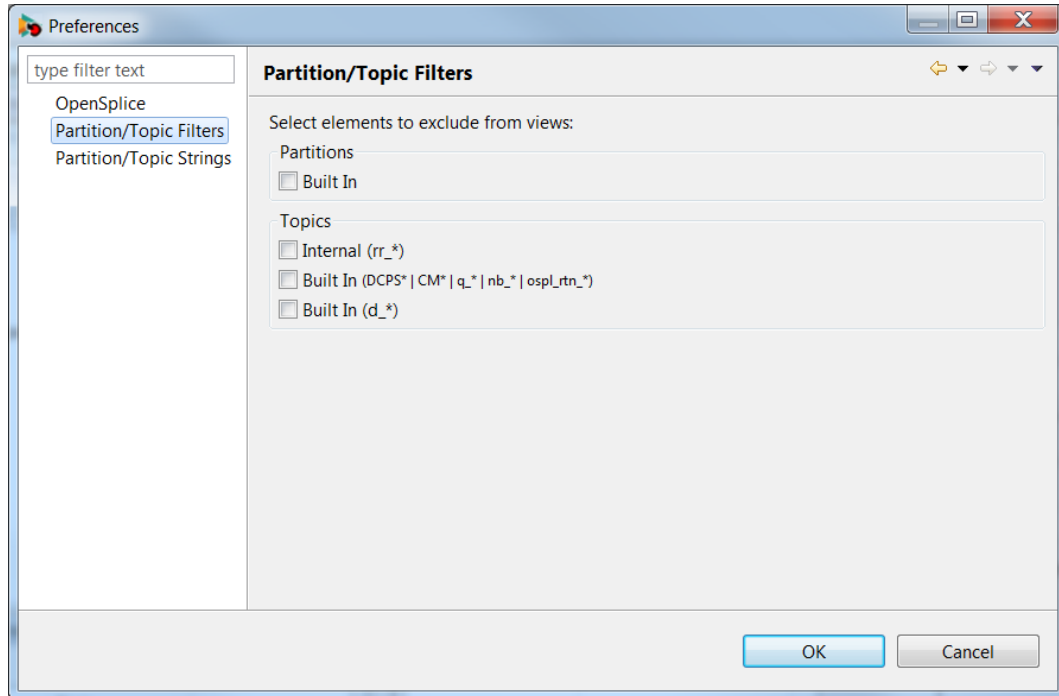 Preferences
type filter text
OpenSplice
Partition/Topic Filters
Partition/Topic Strings
Partition/Topic Filters
Select elements to exclude from views:
Partitions
Built In
Topics
Internal (rr_*)
Built In (DCPS* | CM* | q_* | nb_* | ospl_rtn_*)
Built In (d_*)
OK
Cancel